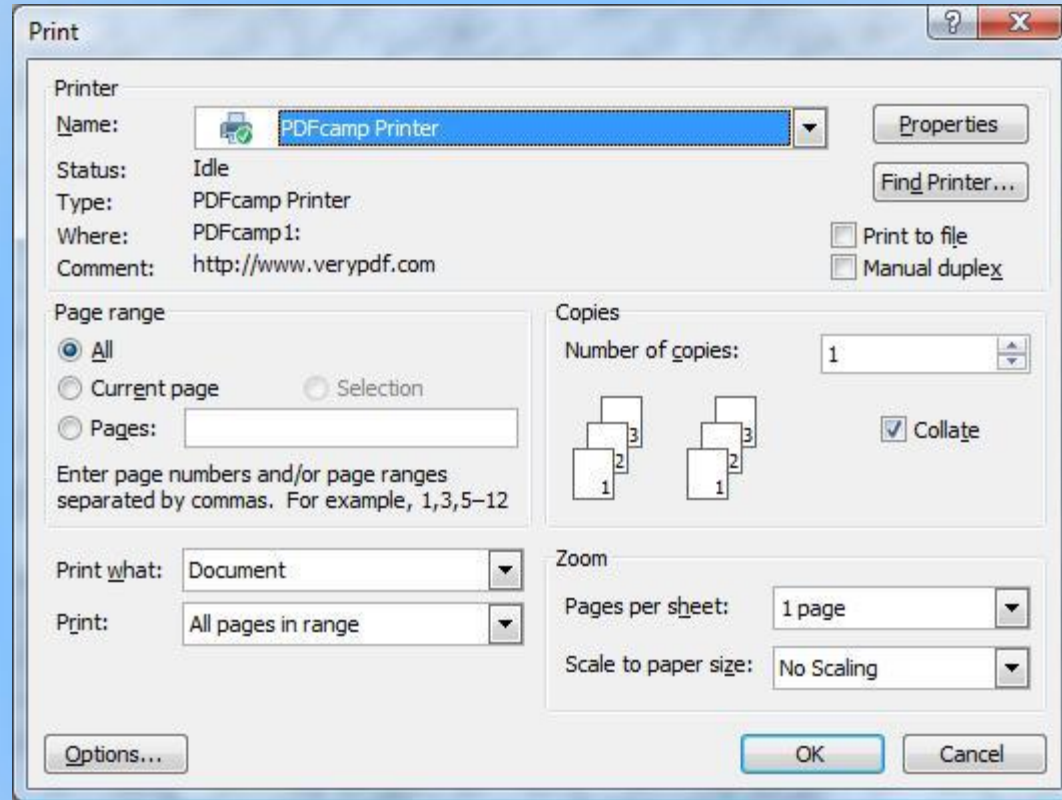 Print
Printer
Name: PDFcamp Printer Properties
Status: Idle
Find Printer...
Type: PDFcamp Printer
Where: PDFcamp1: Print to file
Comment: http://www.verypdf.com Manual duplex
Page range
All
Current page Selection
Pages:
Enter page numbers and/or page ranges
separated by commas. For example, 1,3,5–12
Copies
Number of copies: 1
3 3
2 2
1 1
Collate
Print what: Document
Print: All pages in range
Zoom
Pages per sheet: 1 page
Scale to paper size: No Scaling
Options... OK Cancel